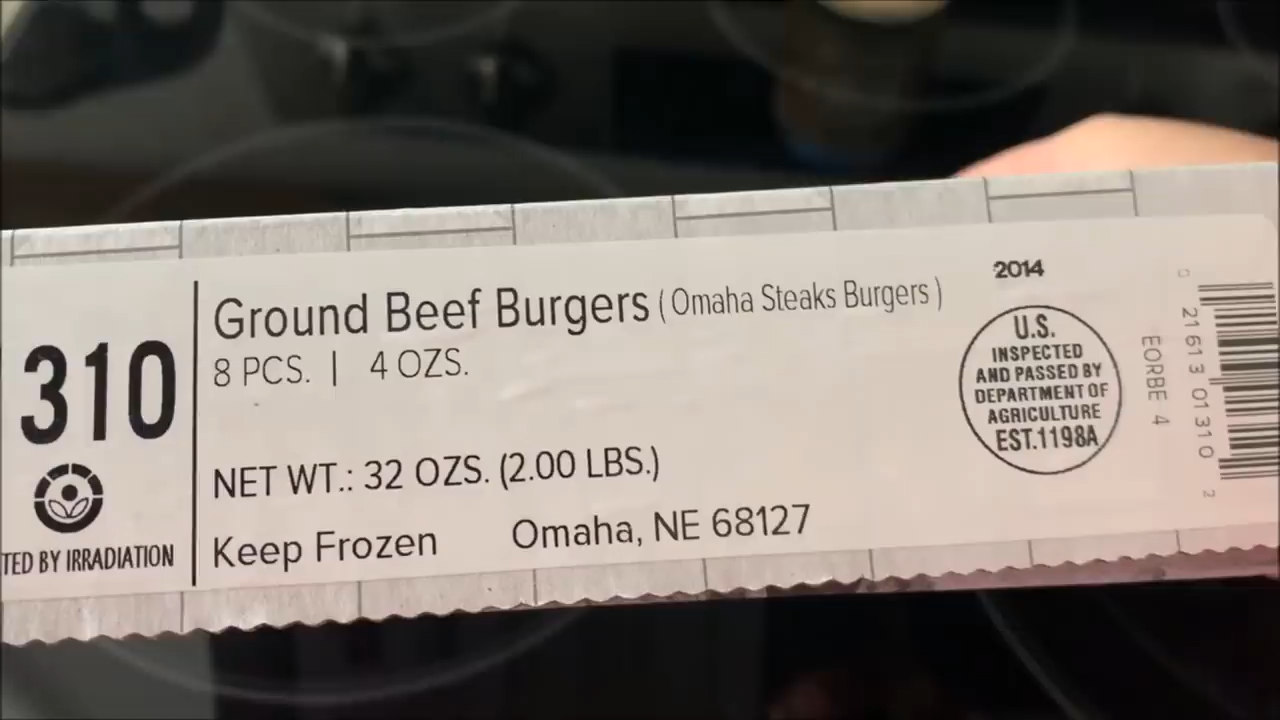 310
TED BY IRRADIATION
Ground Beef Burgers (Omaha Steaks Burgers)
8 PCS. | 4 OZS.
NET WT.: 32 OZS. (2.00 LBS.)
Keep Frozen Omaha, NE 68127
2014
U.S.
INSPECTED
AND PASSED BY
DEPARTMENT OF
AGRICULTURE
EST.1198A
EORBE 4
0 21613 01310 2